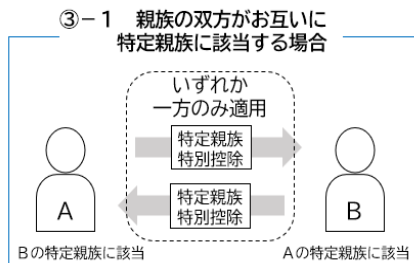 ③-1 親族の双方がお互いに
特定親族に該当する場合
いずれか
一方のみ適用
特定親族
特別控除
特定親族
特別控除
A
B
Bの特定親族に該当
Aの特定親族に該当